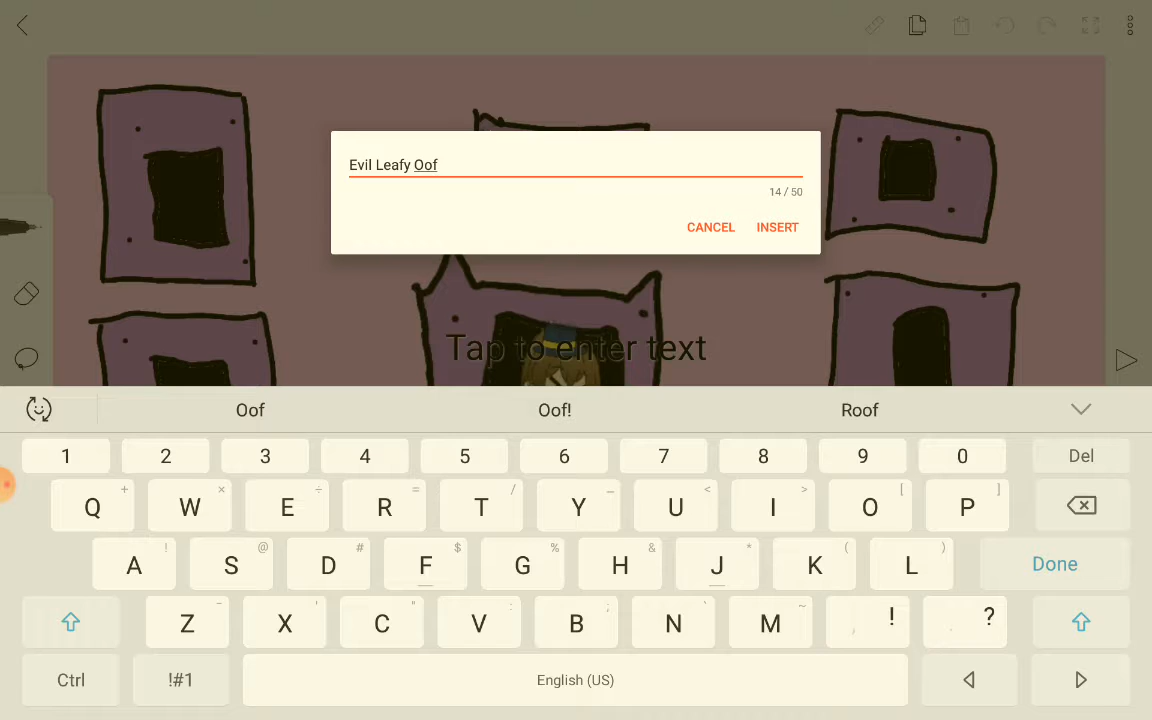 Evil Leafy Oof
14 / 50
CANCEL INSERT
Tap to enter text
Oof Oof! Roof
1 2 3 4 5 6 7 8 9 0 Del
+ × ÷ = / _ < > [ ]
Q W E R T Y U I O P
! @ # $ % & * ( )
A S D F G H J K L Done
- ' " : ; ` ~ , ! . ?
Z X C V B N M
Ctrl !#1 English (US)